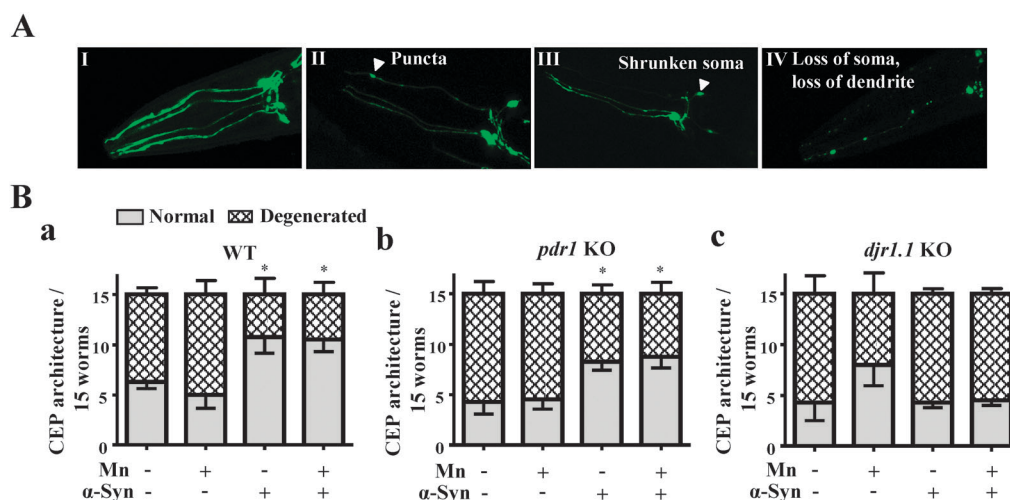 A
I
II
Puncta
III
Shrunken soma
IV Loss of soma,
loss of dendrite
B
Normal
Degenerated
a
WT
CEP architecture /
15 worms
15
10
5
0
* *
Mn - + - +
α-Syn - - + +
b
pdr1 KO
CEP architecture /
15 worms
15
10
5
0
* *
- + - +
- - + +
c
djr1.1 KO
CEP architecture /
15 worms
15
10
5
0
Mn - + - +
α-Syn - - + +